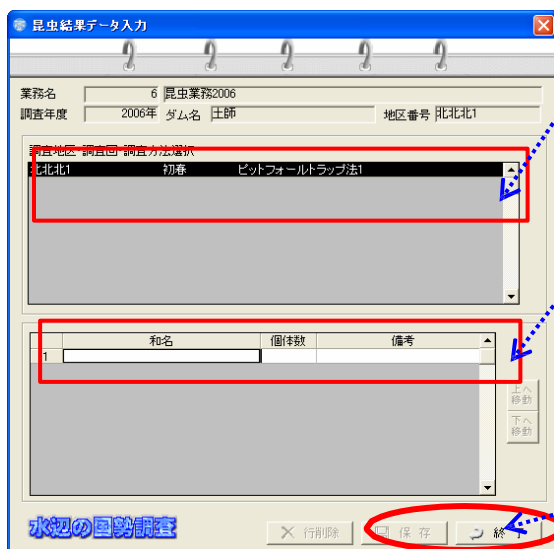 昆虫結果データ入力
業務名 6 昆虫業務2006
調査年度 2006年 ダム名 土師 地区番号 北北北1
調査地区・調査回・調査方法選択
北北北1 初春 ピットフォールトラップ法1
和名 個体数 備考
1
上へ移動
下へ移動
水辺の国勢調査
行削除 保存 終了